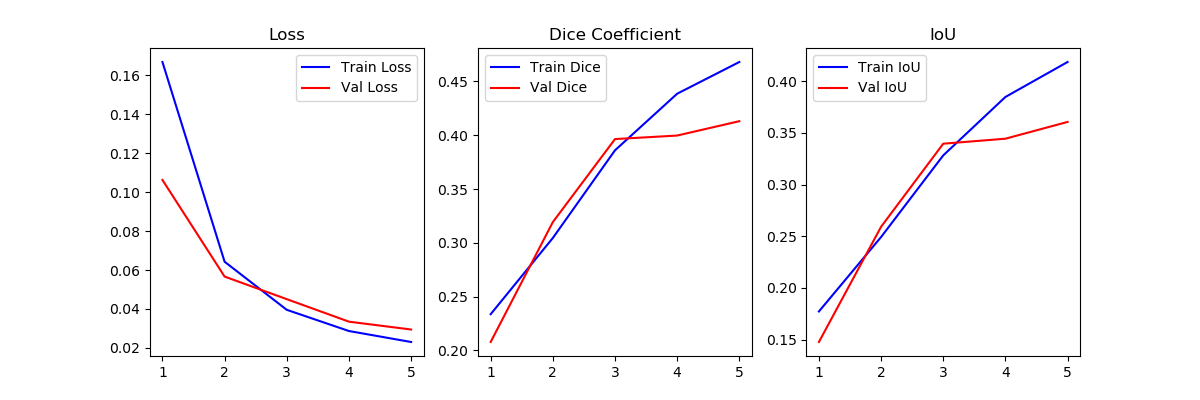 Loss
Train Loss
Val Loss
0.16
0.14
0.12
0.10
0.08
0.06
0.04
0.02
1 2 3 4 5
Dice Coefficient
Train Dice
Val Dice
0.45
0.40
0.35
0.30
0.25
0.20
1 2 3 4 5
IoU
Train IoU
Val IoU
0.40
0.35
0.30
0.25
0.20
0.15
1 2 3 4 5